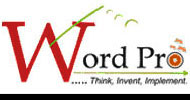 Word Pro
..... Think, Invent, Implement.